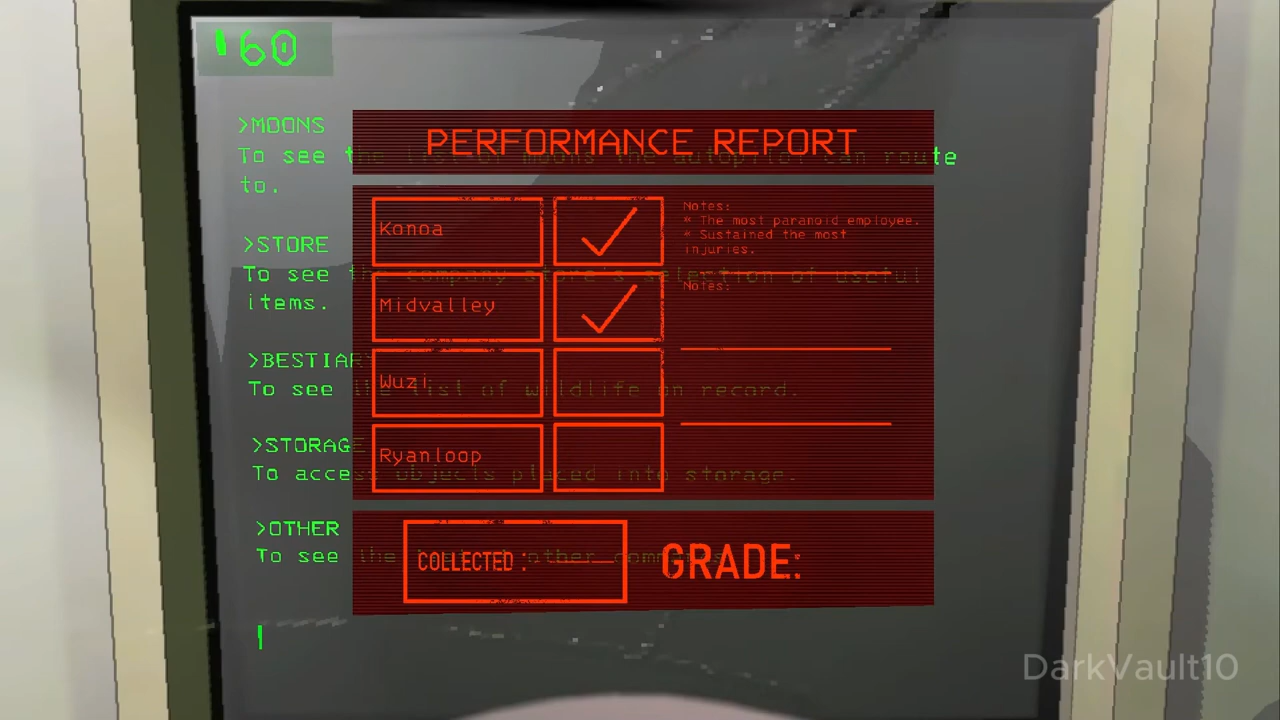 60
>MOONS
To see the list of moons the autopilot can route
to.
>STORE
To see the company store's selection of useful
items.
>BESTIARY
To see the list of wildlife on record.
>STORAGE
To access objects placed into storage.
>OTHER
To see the list of other commands
PERFORMANCE REPORT
Konoa
Notes:
* The most paranoid employee.
* Sustained the most
injuries.
Midvalley
Notes:
Wuzi
Ryanloop
COLLECTED :
GRADE:
DarkVault10